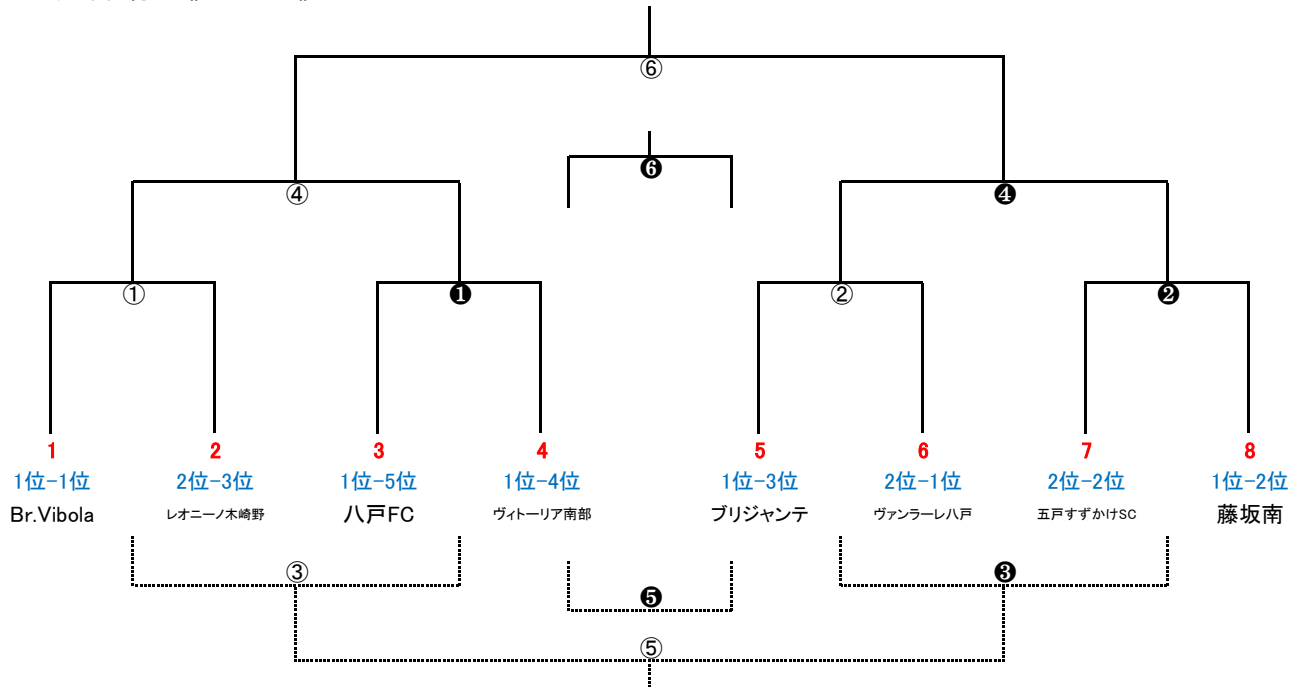 ⑥
❻
④ ❹
① ❶ ② ❷
1 2 3 4 5 6 7 8
1位-1位 2位-3位 1位-5位 1位-4位 1位-3位 2位-1位 2位-2位 1位-2位
Br.Vibola レオニーノ木崎野 八戸FC ヴィトーリア南部 ブリジャンテ ヴァンラーレ八戸 五戸すずかけSC 藤坂南
③ ❸
❺
⑤